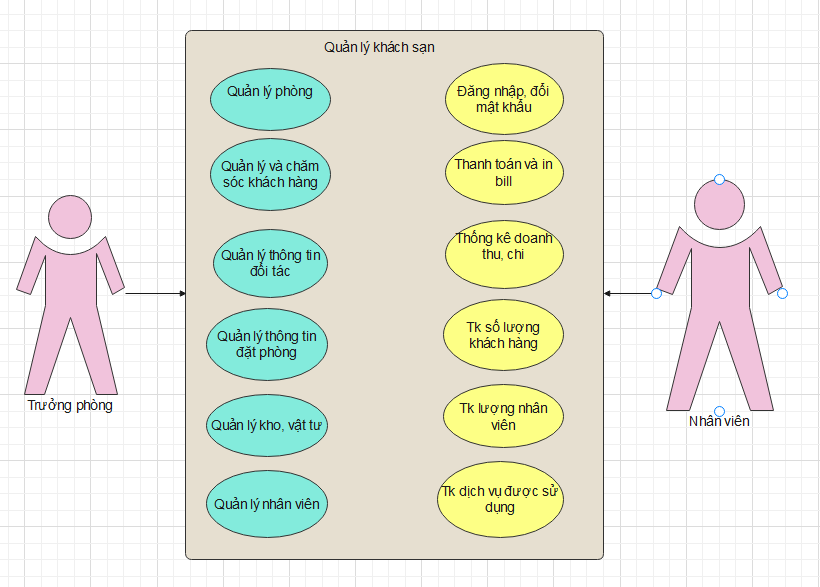 Quản lý khách sạn
Quản lý phòng
Quản lý và chăm
sóc khách hàng
Quản lý thông tin
đối tác
Quản lý thông tin
đặt phòng
Quản lý kho, vật tư
Quản lý nhân viên
Đăng nhập, đổi
mật khẩu
Thanh toán và in
bill
Thống kê doanh
thu, chi
Tk số lượng
khách hàng
Tk lượng nhân
viên
Tk dịch vụ được sử
dụng
Trưởng phòng
Nhân viên